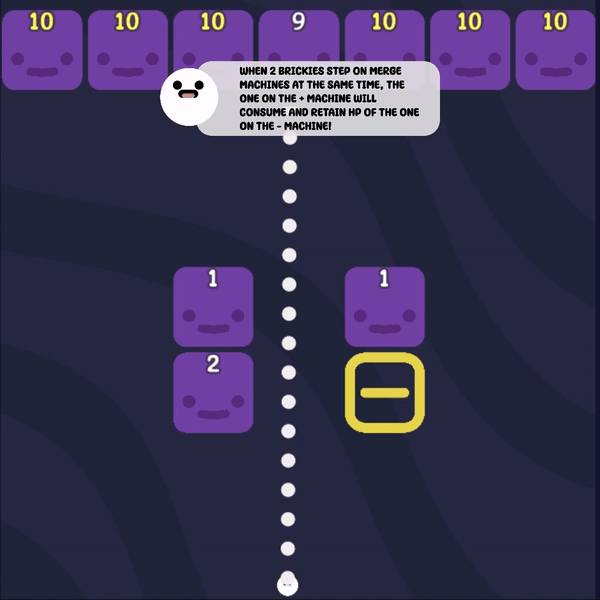 10 10 10 9 10 10 10
WHEN 2 BRICKIES STEP ON MERGE
MACHINES AT THE SAME TIME, THE
ONE ON THE + MACHINE WILL
CONSUME AND RETAIN HP OF THE ONE
ON THE - MACHINE!
1 1
2